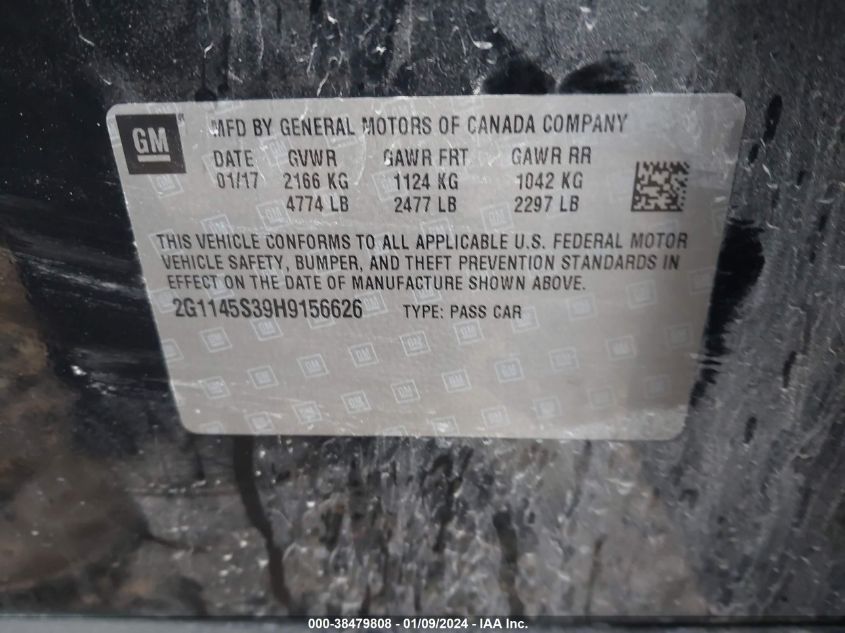 GM
MFD BY GENERAL MOTORS OF CANADA COMPANY
DATE GVWR GAWR FRT GAWR RR
01/17 2166 KG 1124 KG 1042 KG
4774 LB 2477 LB 2297 LB
THIS VEHICLE CONFORMS TO ALL APPLICABLE U.S. FEDERAL MOTOR
VEHICLE SAFETY, BUMPER, AND THEFT PREVENTION STANDARDS IN
EFFECT ON THE DATE OF MANUFACTURE SHOWN ABOVE.
2G1145S39H9156626 TYPE: PASS CAR
000-38479808 - 01/09/2024 - IAA Inc.